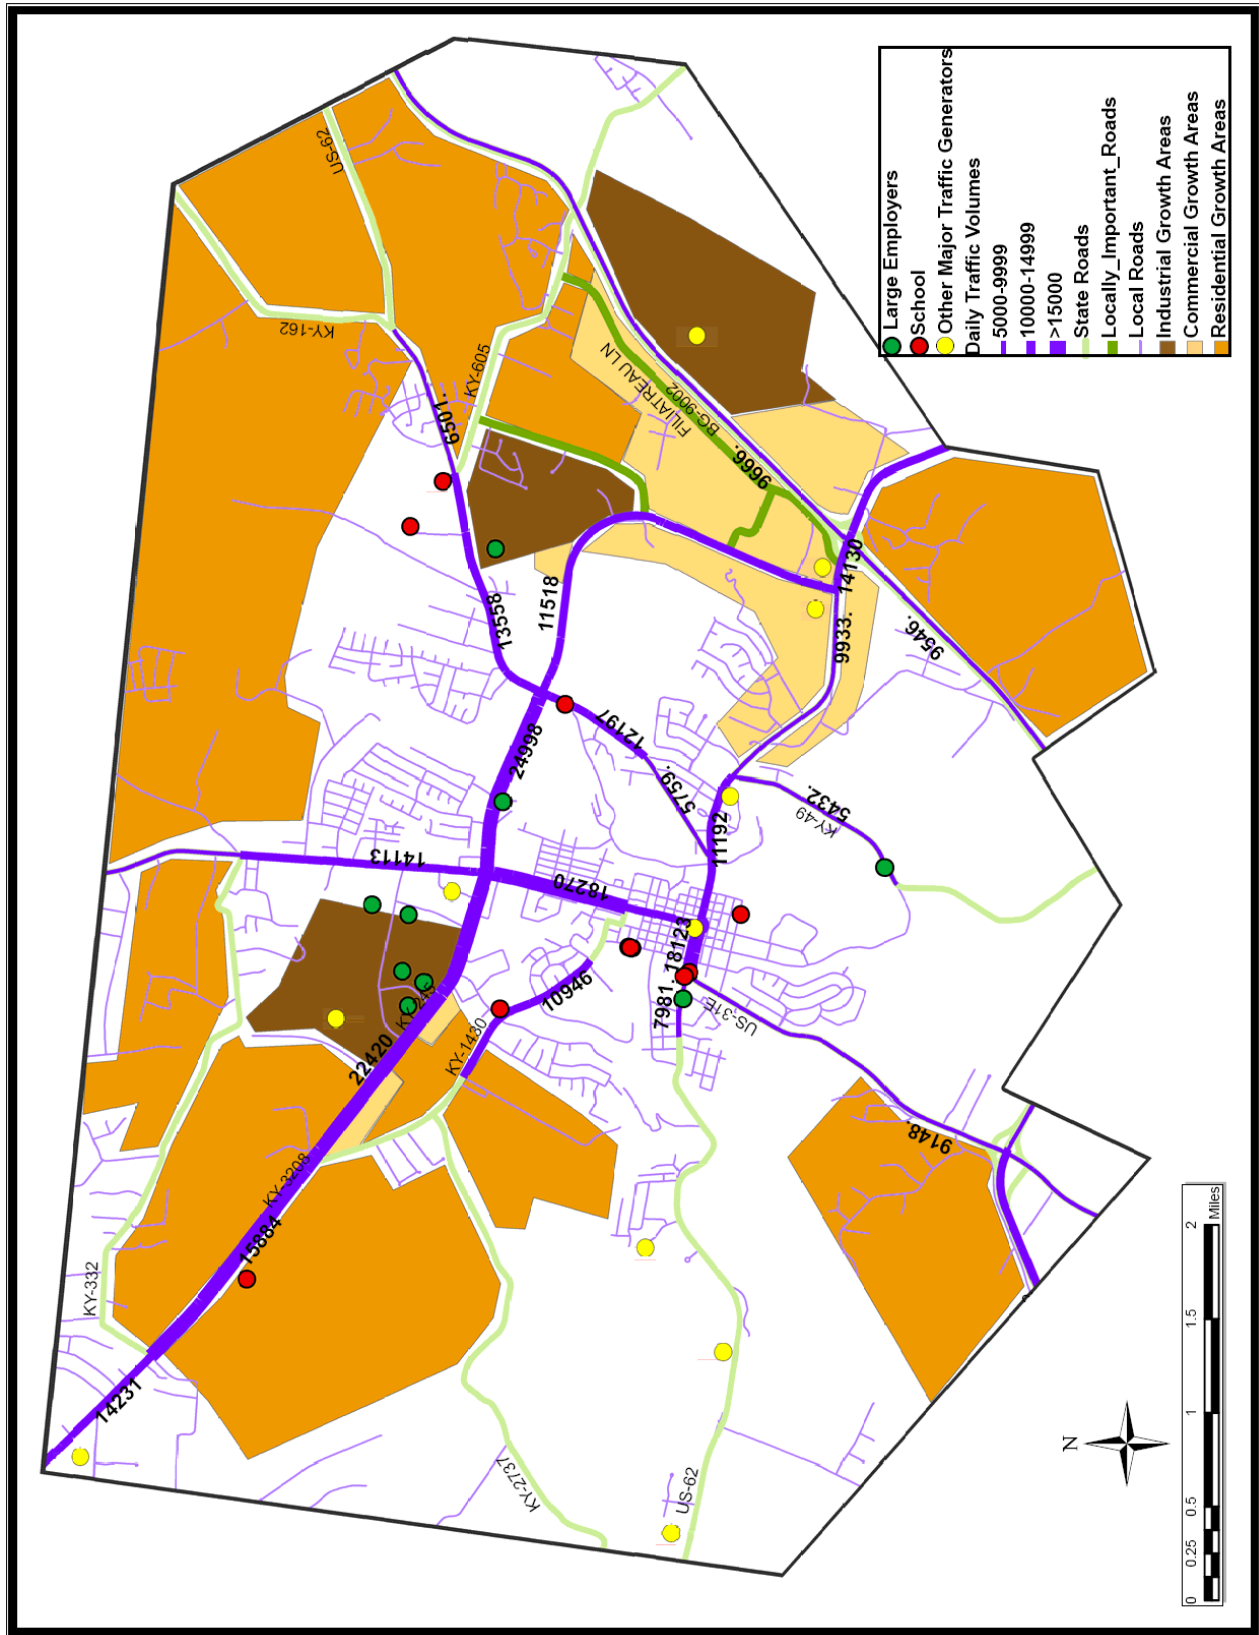 Large Employers
School
Other Major Traffic Generators
Daily Traffic Volumes
5000-9999
10000-14999
>15000
State Roads
Locally_Important_Roads
Local Roads
Industrial Growth Areas
Commercial Growth Areas
Residential Growth Areas
US-62
KY-162
KY-605
6501.
FILIATREAU LN
BG-9002
9666.
13558
11518
14130
9933.
9546.
24998
12197
5759.
5432.
KY-49
11192
14113
18270
18123
7981.
US-31E
10946
KY-245
KY-1430
22420
9148.
KY-3208
15884
KY-332
14231
KY-2737
US-62
N
0 0.25 0.5 1 1.5 2
Miles